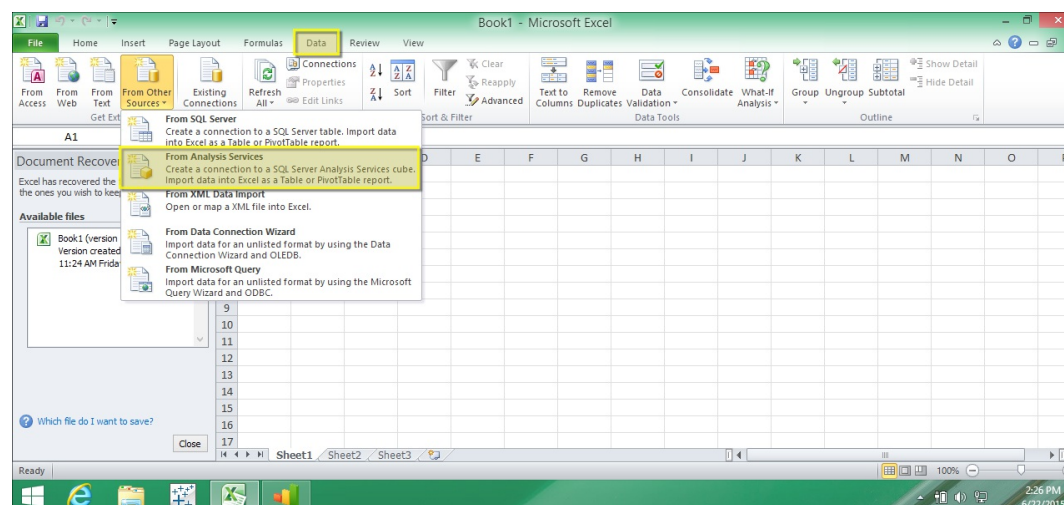 Book1 - Microsoft Excel
File Home Insert Page Layout Formulas Data Review View
From Access
From Web
From Text
From Other Sources
Existing Connections
Refresh All
Connections
Properties
Edit Links
Sort
Filter
Clear
Reapply
Advanced
Text to Columns
Remove Duplicates
Data Validation
Consolidate
What-If Analysis
Group
Ungroup
Subtotal
Show Detail
Hide Detail
Get Ext
Sort & Filter
Data Tools
Outline
A1
From SQL Server
Create a connection to a SQL Server table. Import data
into Excel as a Table or PivotTable report.
From Analysis Services
Create a connection to a SQL Server Analysis Services cube.
Import data into Excel as a Table or PivotTable report.
From XML Data Import
Open or map a XML file into Excel.
From Data Connection Wizard
Import data for an unlisted format by using the Data
Connection Wizard and OLEDB.
From Microsoft Query
Import data for an unlisted format by using the Microsoft
Query Wizard and ODBC.
Document Recove
Excel has recovered the
the ones you wish to kee
Available files
Book1 (version
Version created
11:24 AM Frida
Which file do I want to save?
Close
D E F G H I J K L M N O
9
10
11
12
13
14
15
16
17
Sheet1 Sheet2 Sheet3
Ready
100%
2:26 PM
6/22/2015